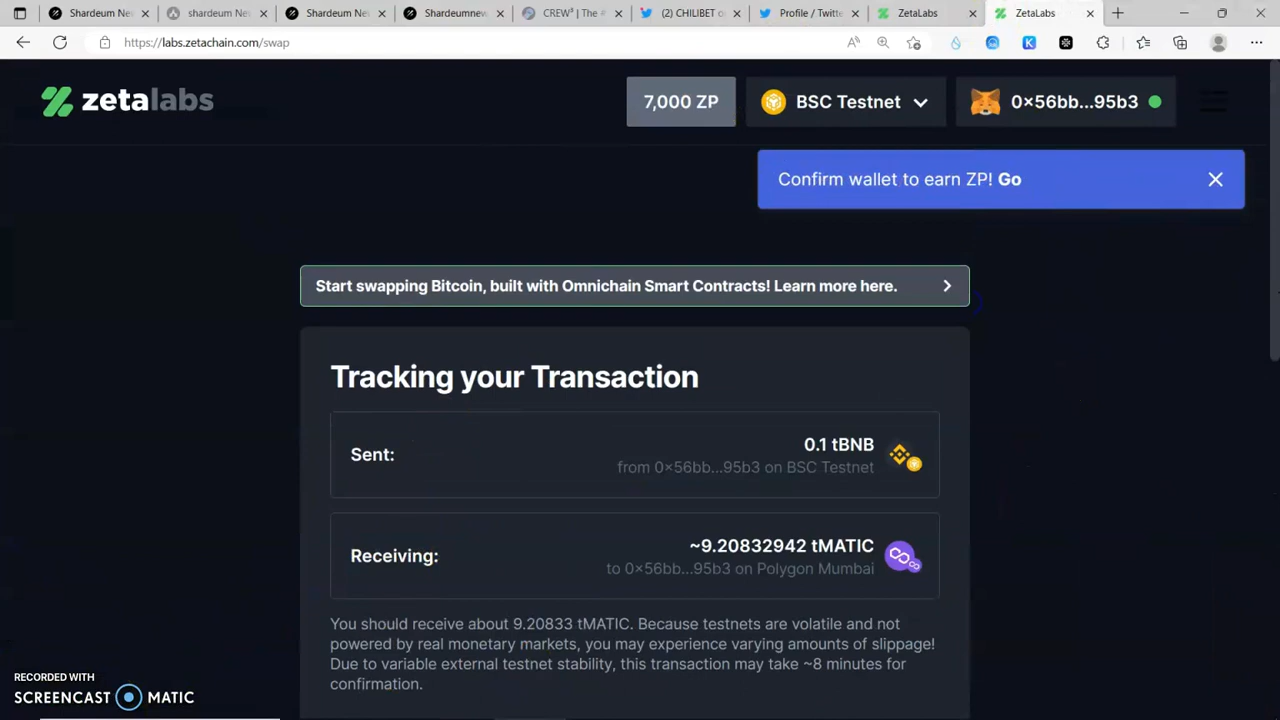 Shardeum Nev
shardeum Nev
Shardeum Nev
Shardeumnew
CREW³ | The #
(2) CHILIBET o
Profile / Twitte
ZetaLabs
ZetaLabs
https://labs.zetachain.com/swap
zetalabs
7,000 ZP
BSC Testnet
0×56bb...95b3
Confirm wallet to earn ZP! Go
Start swapping Bitcoin, built with Omnichain Smart Contracts! Learn more here.
Tracking your Transaction
Sent:
0.1 tBNB
from 0×56bb...95b3 on BSC Testnet
Receiving:
~9.20832942 tMATIC
to 0×56bb...95b3 on Polygon Mumbai
You should receive about 9.20833 tMATIC. Because testnets are volatile and not
powered by real monetary markets, you may experience varying amounts of slippage!
Due to variable external testnet stability, this transaction may take ~8 minutes for
confirmation.
RECORDED WITH
SCREENCAST MATIC